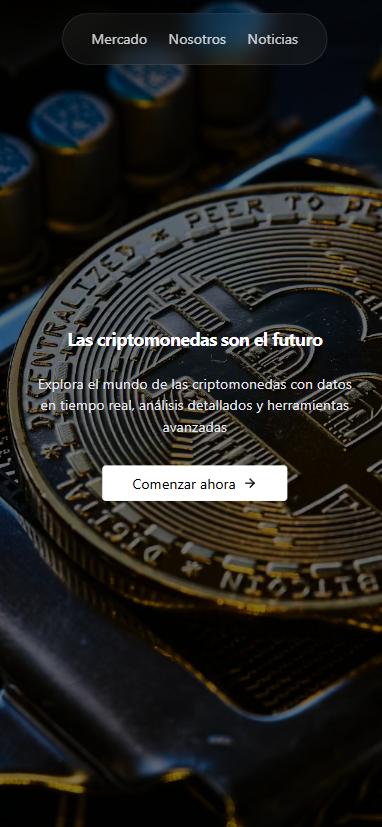 Mercado Nosotros Noticias
PEER TO PE
DECENTRALIZED
Las criptomonedas son el futuro
Explora el mundo de las criptomonedas con datos
en tiempo real, análisis detallados y herramientas
avanzadas
Comenzar ahora →
DIGITAL
BITCOIN